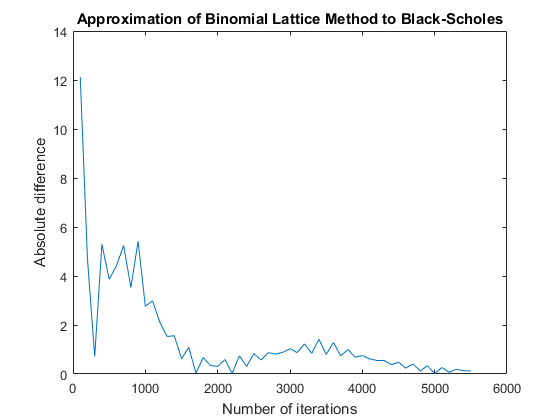 Approximation of Binomial Lattice Method to Black-Scholes
14
12
10
8
6
4
2
0
Absolute difference
0 1000 2000 3000 4000 5000 6000
Number of iterations